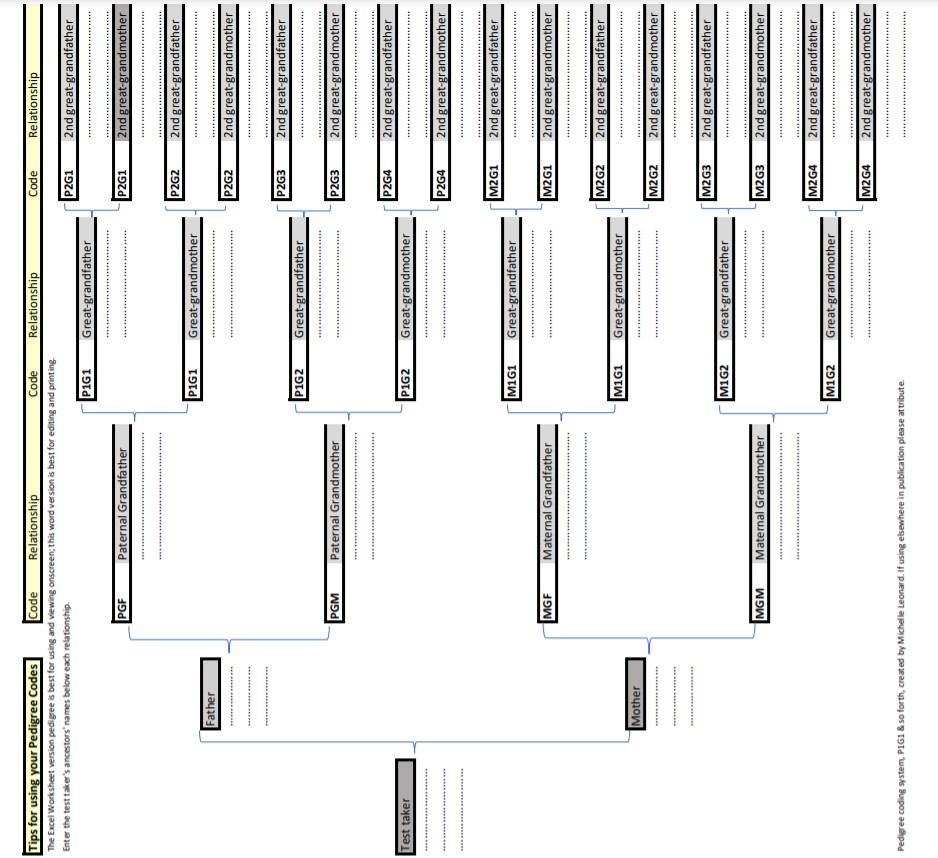 Tips for using your Pedigree Codes Code Relationship Code Relationship Code Relationship
The Excel Worksheet version pedigree is best for using and viewing onscreen; this word version is best for editing and printing.
Enter the test taker's ancestors' names below each relationship.
P2G1 2nd great-grandfather
P1G1 Great-grandfather
PGF Paternal Grandfather
P2G1 2nd great-grandmother
P2G2 2nd great-grandfather
P1G1 Great-grandmother
Father
P2G2 2nd great-grandmother
P2G3 2nd great-grandfather
P1G2 Great-grandfather
PGM Paternal Grandmother
P2G3 2nd great-grandmother
P2G4 2nd great-grandfather
Test taker
P1G2 Great-grandmother
P2G4 2nd great-grandmother
M2G1 2nd great-grandfather
M1G1 Great-grandfather
MGF Maternal Grandfather
M2G1 2nd great-grandmother
M2G2 2nd great-grandfather
M1G1 Great-grandmother
Mother
M2G2 2nd great-grandmother
M2G3 2nd great-grandfather
M1G2 Great-grandfather
MGM Maternal Grandmother
M2G3 2nd great-grandmother
M2G4 2nd great-grandfather
M1G2 Great-grandmother
M2G4 2nd great-grandmother
Pedigree coding system, P1G1 & so forth, created by Michelle Leonard. If using elsewhere in publication please attribute.